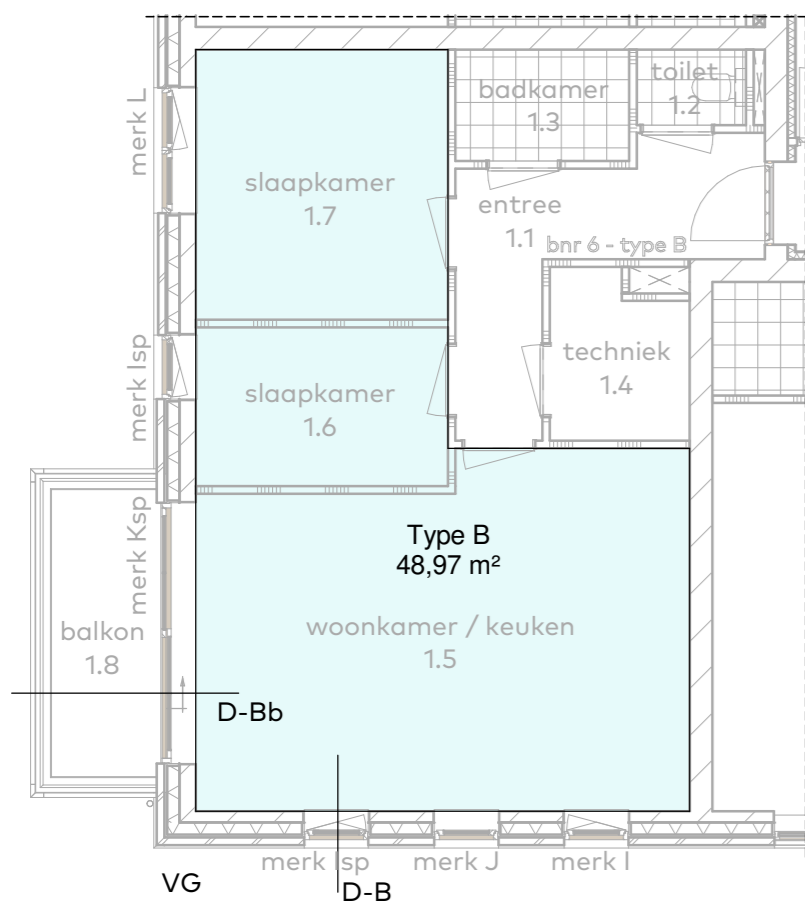 toilet
1.2
badkamer
1.3
merk L
slaapkamer
1.7
entree
1.1
bnr 6 - type B
merk Isp
techniek
1.4
slaapkamer
1.6
merk Ksp
Type B
48,97 m²
balkon
1.8
woonkamer / keuken
1.5
D-Bb
merk Isp
merk J
merk I
VG
D-B